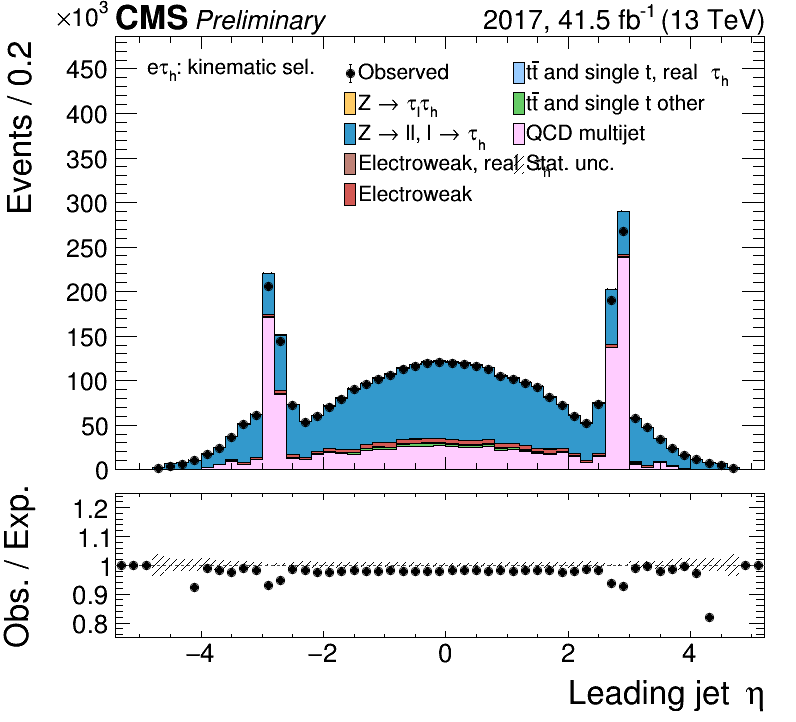 ×10³ CMS Preliminary 2017, 41.5 fb⁻¹ (13 TeV)
eτₕ: kinematic sel.
Observed
Z → τₗτₕ
Z → ll, l → τₕ
Electroweak, real τₕ
Electroweak
tt̄ and single t, real τₕ
tt̄ and single t other
QCD multijet
Stat. unc.
Events / 0.2
450
400
350
300
250
200
150
100
50
0
Obs. / Exp.
1.2
1.1
1
0.9
0.8
−4 −2 0 2 4
Leading jet η